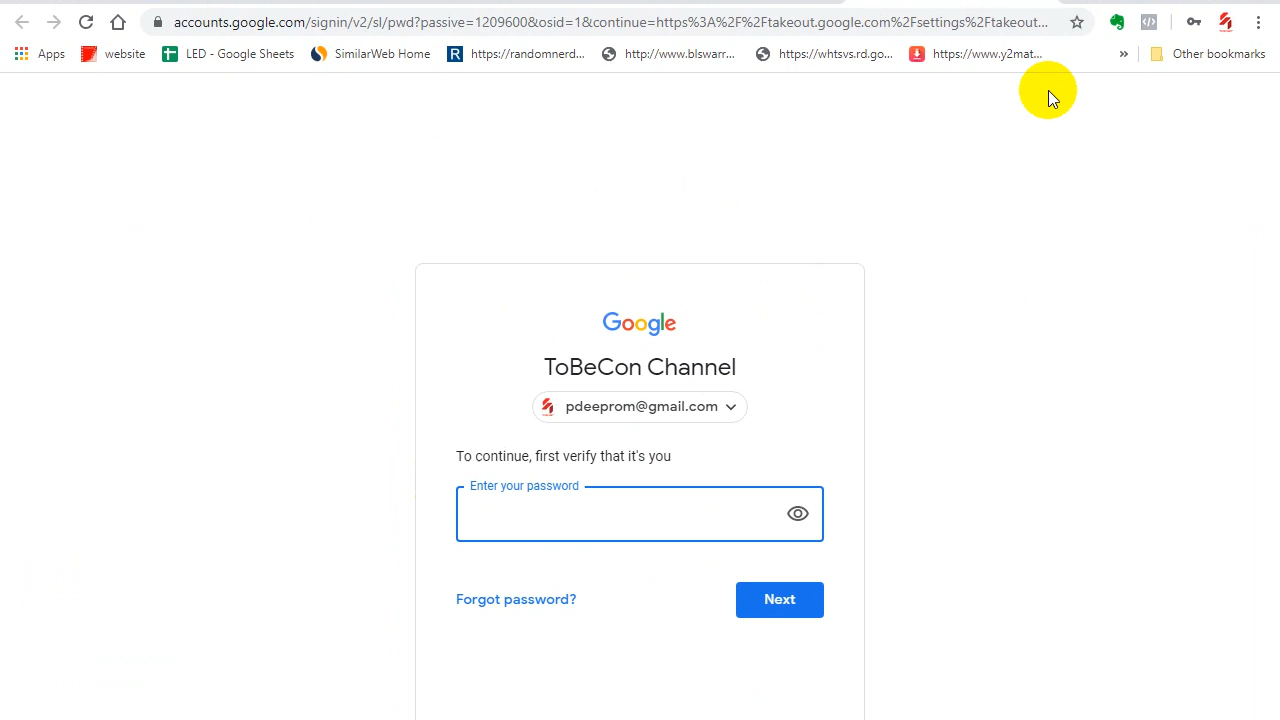 accounts.google.com/signin/v2/sl/pwd?passive=1209600&osid=1&continue=https%3A%2F%2Ftakeout.google.com%2Fsettings%2Ftakeout...
Apps website LED - Google Sheets SimilarWeb Home https://randomnerd... http://www.blswarr... https://whtsvs.rd.go... https://www.y2mat... » Other bookmarks
Google
ToBeCon Channel
pdeeprom@gmail.com
To continue, first verify that it's you
Enter your password
Forgot password? Next